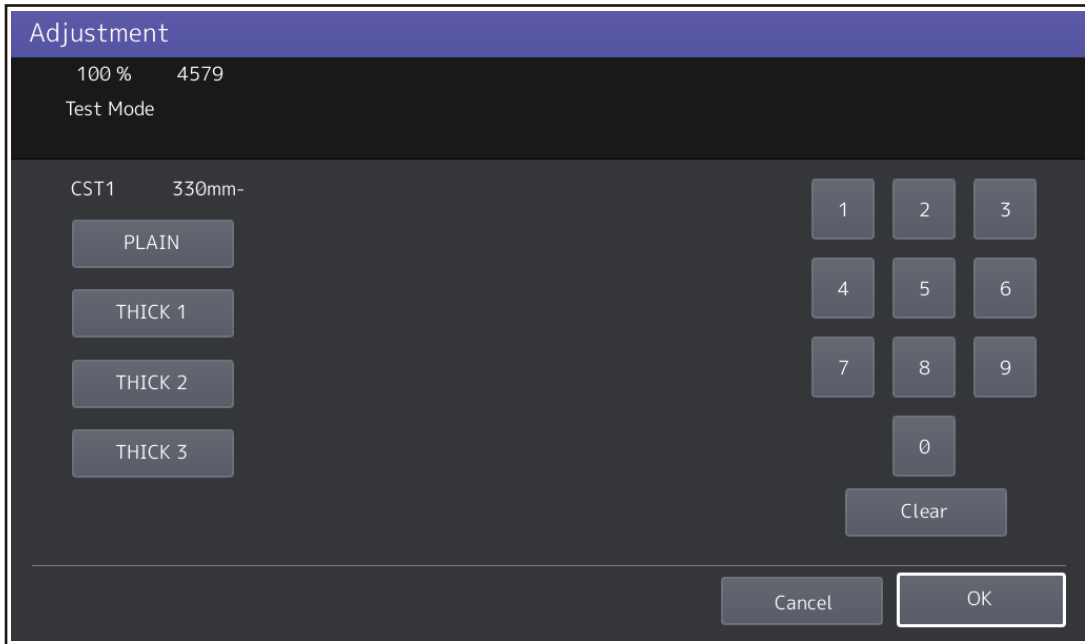 Adjustment
100 % 4579
Test Mode
CST1 330mm-
PLAIN
THICK 1
THICK 2
THICK 3
1 2 3
4 5 6
7 8 9
0
Clear
Cancel OK